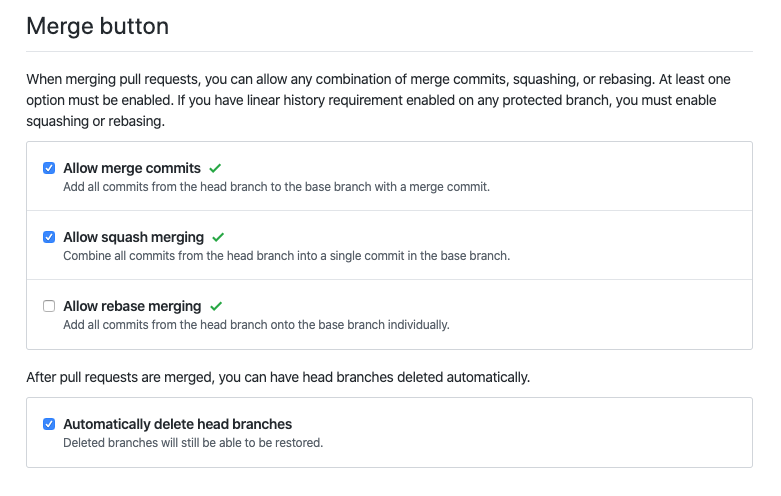 Merge button
When merging pull requests, you can allow any combination of merge commits, squashing, or rebasing. At least one
option must be enabled. If you have linear history requirement enabled on any protected branch, you must enable
squashing or rebasing.
Allow merge commits
Add all commits from the head branch to the base branch with a merge commit.
Allow squash merging
Combine all commits from the head branch into a single commit in the base branch.
Allow rebase merging
Add all commits from the head branch onto the base branch individually.
After pull requests are merged, you can have head branches deleted automatically.
Automatically delete head branches
Deleted branches will still be able to be restored.